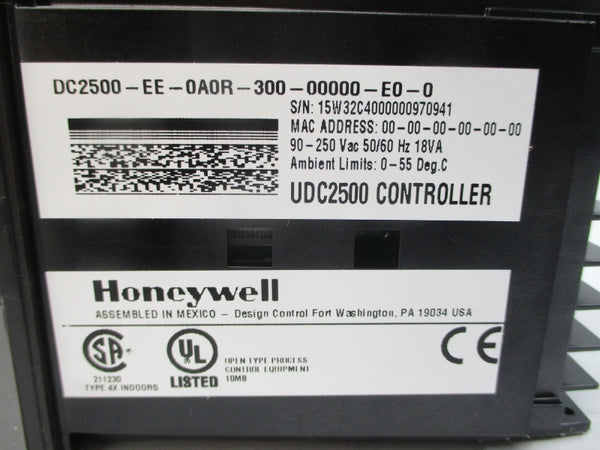 DC2500-EE-0A0R-300-00000-E0-0
S/N: 15W32C4000000970941
MAC ADDRESS: 00-00-00-00-00-00
90-250 Vac 50/60 Hz 18VA
Ambient Limits: 0-55 Deg.C
UDC2500 CONTROLLER
Honeywell
ASSEMBLED IN MEXICO - Design Control Fort Washington, PA 19034 USA
SA
211230
TYPE 4X INDOORS
UL
LISTED
OPEN TYPE PROCESS
CONTROL EQUIPMENT
10MB
CE